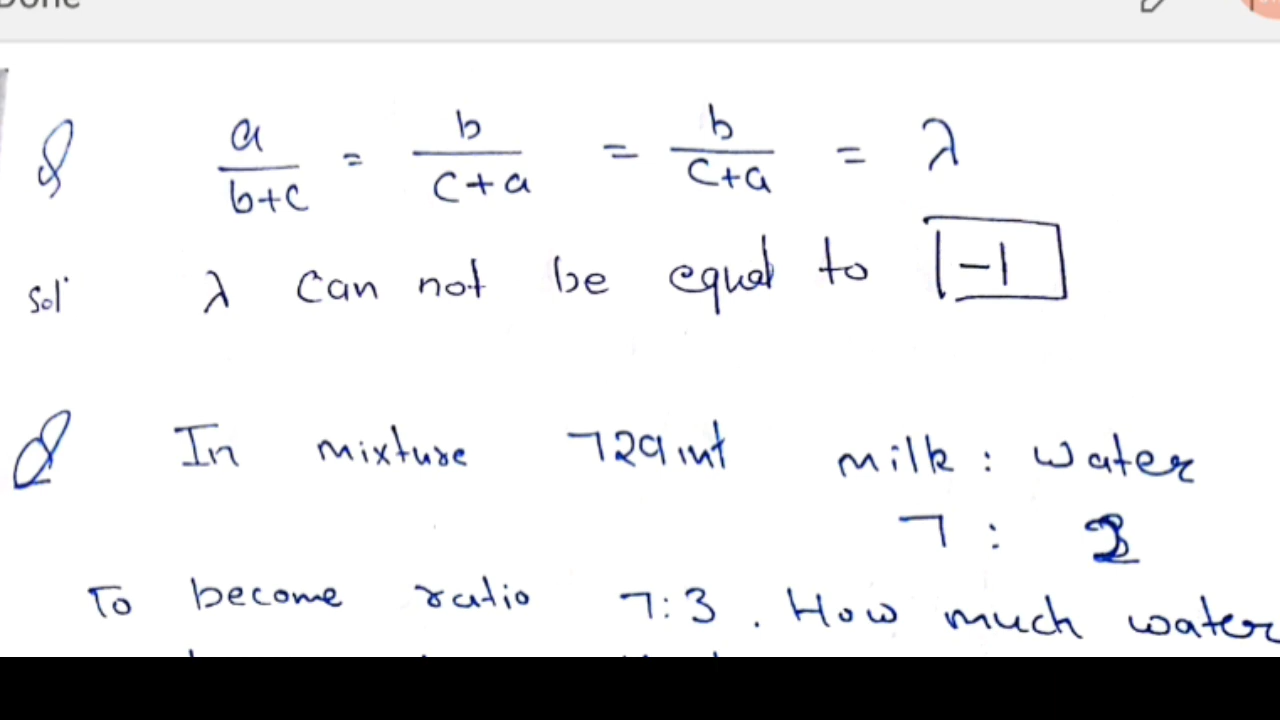 Done
Q a/(b+c) = b/(c+a) = b/(c+a) = λ
Sol λ can not be equal to -1
Q In mixture 729 milk : water
7 : 2
To become ratio 7:3. How much water